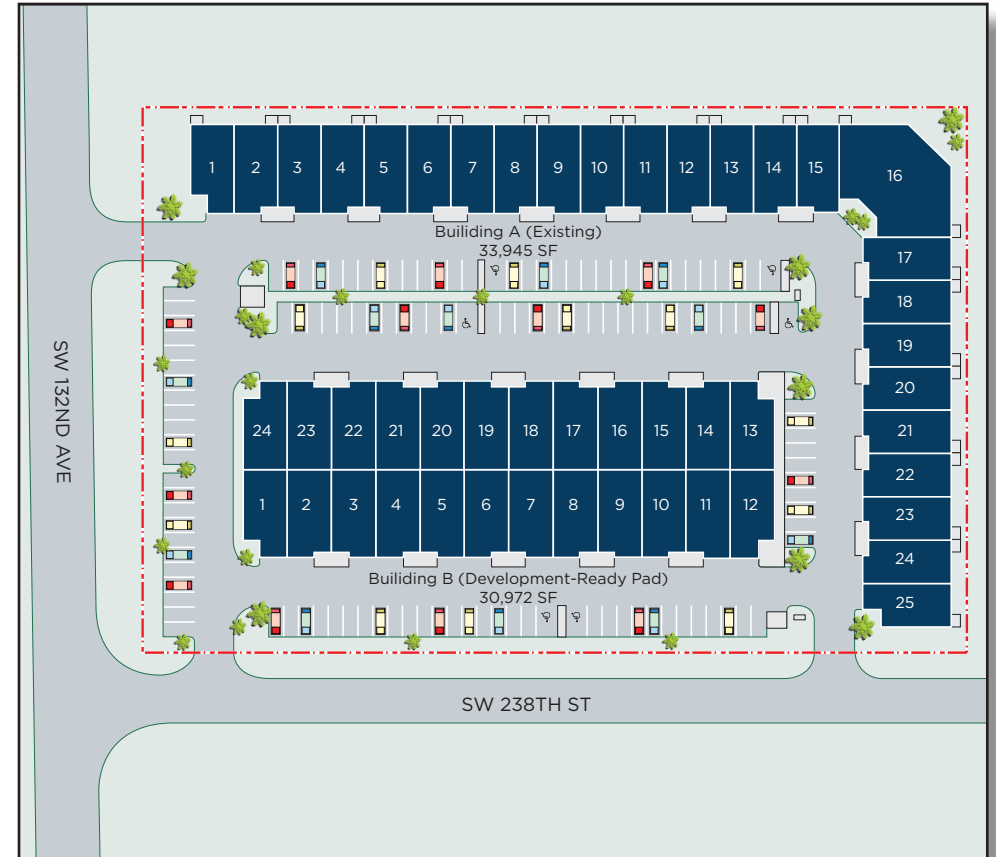 1 2 3 4 5 6 7 8 9 10 11 12 13 14 15 16
Builiding A (Existing)
33,945 SF
17
18
19
20
21
22
23
24
25
SW 132ND AVE
24 23 22 21 20 19 18 17 16 15 14 13
1 2 3 4 5 6 7 8 9 10 11 12
Building B (Development-Ready Pad)
30,972 SF
SW 238TH ST